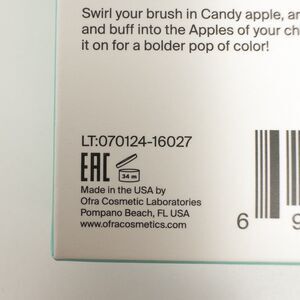 Swirl your brush in Candy apple, an
and buff into the Apples of your ch
it on for a bolder pop of color!
LT:070124-16027
EAC
34 m
Made in the USA by
Ofra Cosmetic Laboratories
Pompano Beach, FL USA
www.ofracosmetics.com
6 9